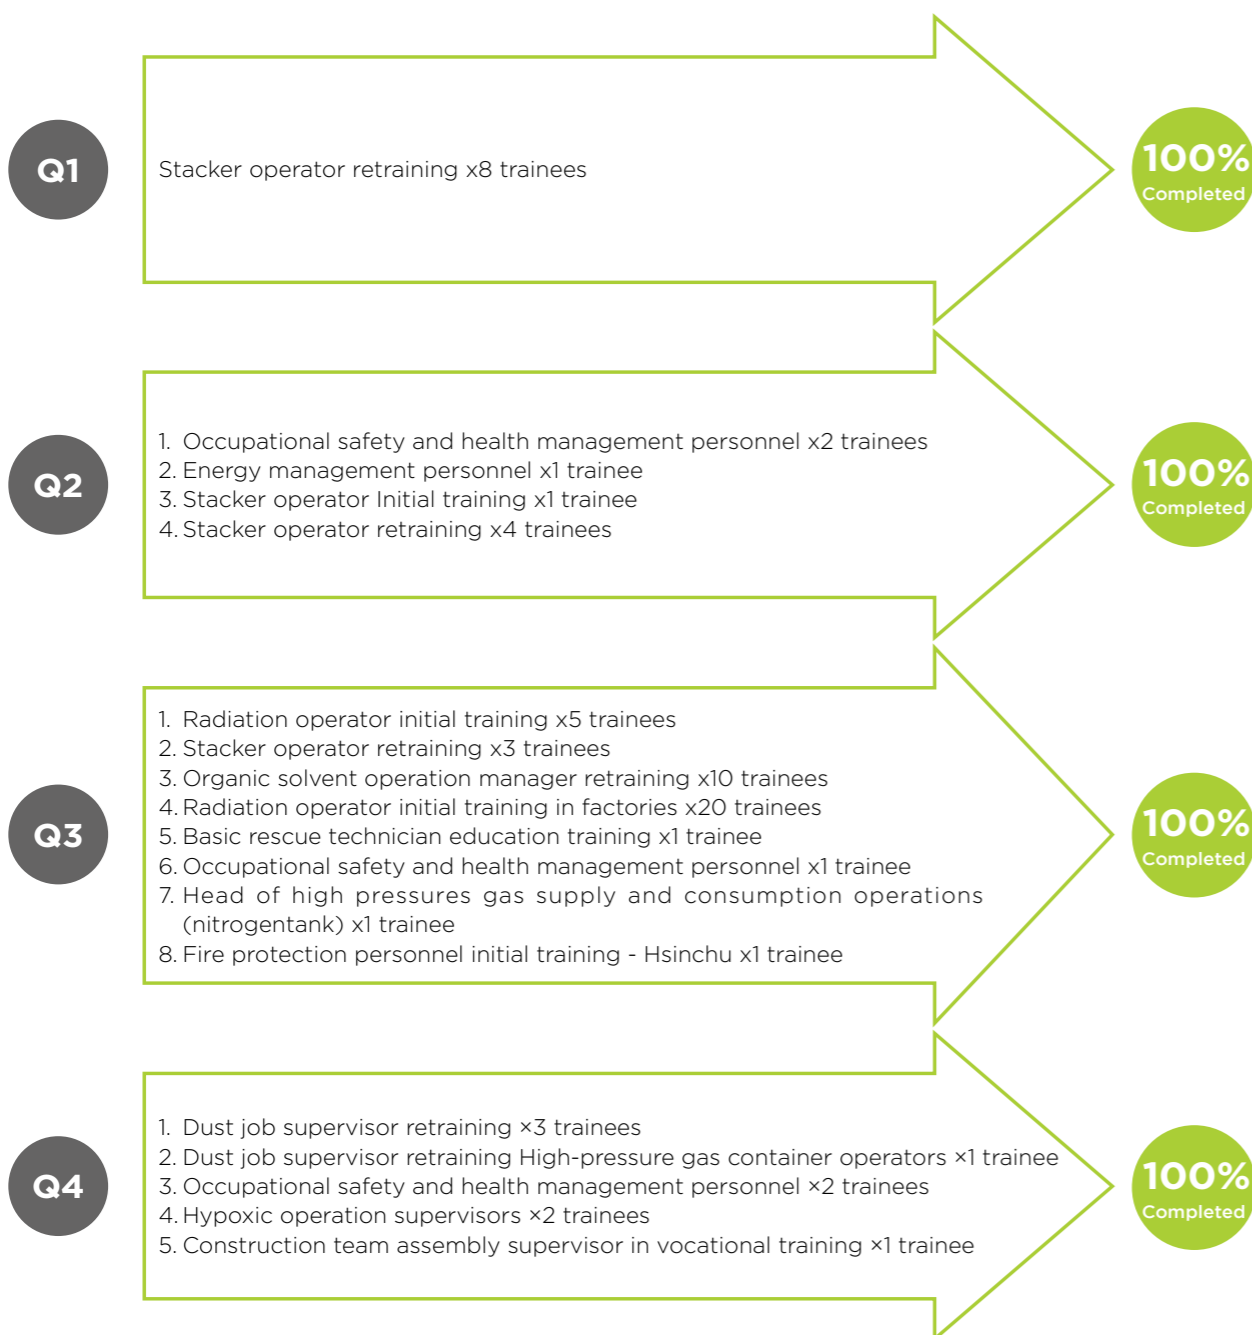 Q1
Stacker operator retraining x8 trainees
100%
Completed
Q2
1. Occupational safety and health management personnel x2 trainees
2. Energy management personnel x1 trainee
3. Stacker operator Initial training x1 trainee
4. Stacker operator retraining x4 trainees
100%
Completed
Q3
1. Radiation operator initial training x5 trainees
2. Stacker operator retraining x3 trainees
3. Organic solvent operation manager retraining x10 trainees
4. Radiation operator initial training in factories x20 trainees
5. Basic rescue technician education training x1 trainee
6. Occupational safety and health management personnel x1 trainee
7. Head of high pressures gas supply and consumption operations
(nitrogentank) x1 trainee
8. Fire protection personnel initial training - Hsinchu x1 trainee
100%
Completed
Q4
1. Dust job supervisor retraining ×3 trainees
2. Dust job supervisor retraining High-pressure gas container operators ×1 trainee
3. Occupational safety and health management personnel ×2 trainees
4. Hypoxic operation supervisors ×2 trainees
5. Construction team assembly supervisor in vocational training ×1 trainee
100%
Completed